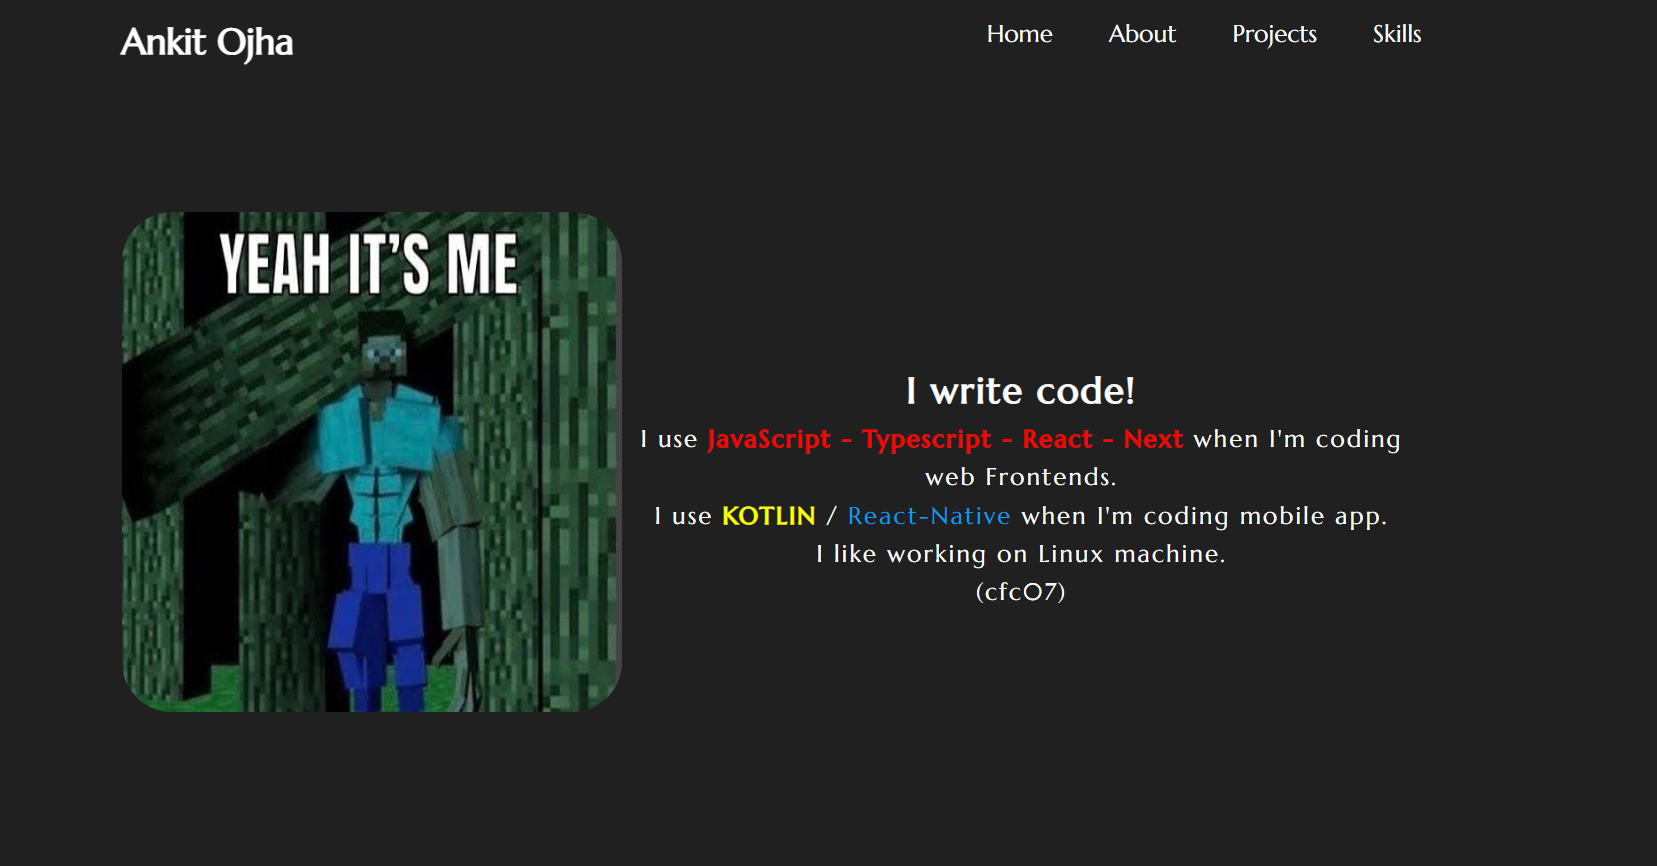 Ankit Ojha
Home About Projects Skills
YEAH IT'S ME
I write code!
I use JavaScript - Typescript - React - Next when I'm coding
web Frontends.
I use KOTLIN / React-Native when I'm coding mobile app.
I like working on Linux machine.
(cfc07)